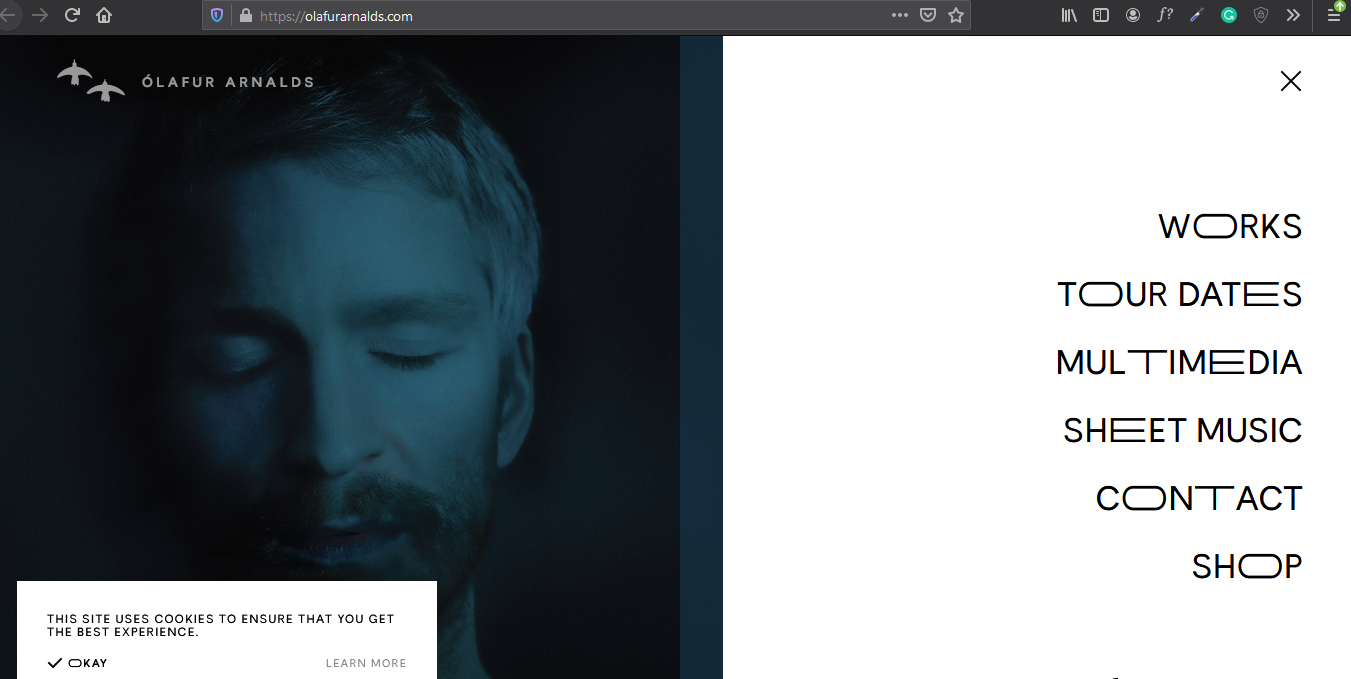 https://olafurarnalds.com
f?
ÓLAFUR ARNALDS
WORKS
TOUR DATES
MULTIMEDIA
SHEET MUSIC
CONTACT
SHOP
THIS SITE USES COOKIES TO ENSURE THAT YOU GET
THE BEST EXPERIENCE.
OKAY
LEARN MORE